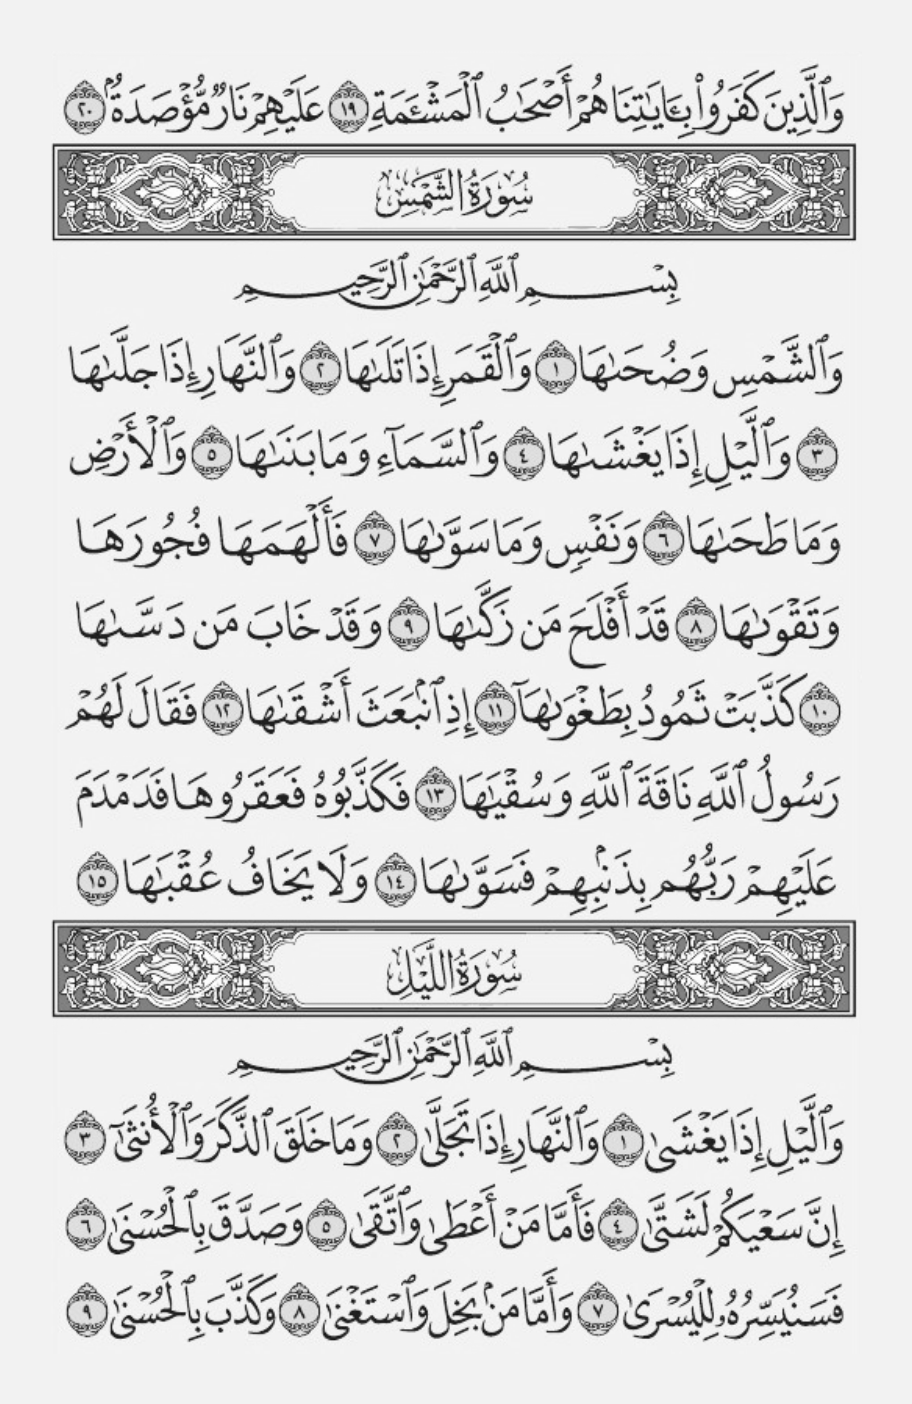 وَٱلَّذِينَ كَفَرُواْ بِـَٔايَٰتِنَا هُمۡ أَصۡحَٰبُ ٱلۡمَشۡـَٔمَةِ ١٩ عَلَيۡهِمۡ نَارٞ مُّؤۡصَدَةُۢ ٢٠
سُورَةُ الشَّمۡسِ
بِسۡمِ ٱللَّهِ ٱلرَّحۡمَٰنِ ٱلرَّحِيمِ
وَٱلشَّمۡسِ وَضُحَىٰهَا ١ وَٱلۡقَمَرِ إِذَا تَلَىٰهَا ٢ وَٱلنَّهَارِ إِذَا جَلَّىٰهَا
٣ وَٱلَّيۡلِ إِذَا يَغۡشَىٰهَا ٤ وَٱلسَّمَآءِ وَمَا بَنَىٰهَا ٥ وَٱلۡأَرۡضِ
وَمَا طَحَىٰهَا ٦ وَنَفۡسٖ وَمَا سَوَّىٰهَا ٧ فَأَلۡهَمَهَا فُجُورَهَا
وَتَقۡوَىٰهَا ٨ قَدۡ أَفۡلَحَ مَن زَكَّىٰهَا ٩ وَقَدۡ خَابَ مَن دَسَّىٰهَا
١٠ كَذَّبَتۡ ثَمُودُ بِطَغۡوَىٰهَآ ١١ إِذِ ٱنۢبَعَثَ أَشۡقَىٰهَا ١٢ فَقَالَ لَهُمۡ
رَسُولُ ٱللَّهِ نَاقَةَ ٱللَّهِ وَسُقۡيَٰهَا ١٣ فَكَذَّبُوهُ فَعَقَرُوهَا فَدَمۡدَمَ
عَلَيۡهِمۡ رَبُّهُم بِذَنۢبِهِمۡ فَسَوَّىٰهَا ١٤ وَلَا يَخَافُ عُقۡبَٰهَا ١٥
سُورَةُ اللَّيۡلِ
بِسۡمِ ٱللَّهِ ٱلرَّحۡمَٰنِ ٱلرَّحِيمِ
وَٱلَّيۡلِ إِذَا يَغۡشَىٰ ١ وَٱلنَّهَارِ إِذَا تَجَلَّىٰ ٢ وَمَا خَلَقَ ٱلذَّكَرَ وَٱلۡأُنثَىٰٓ ٣
إِنَّ سَعۡيَكُمۡ لَشَتَّىٰ ٤ فَأَمَّا مَنۡ أَعۡطَىٰ وَٱتَّقَىٰ ٥ وَصَدَّقَ بِٱلۡحُسۡنَىٰ ٦
فَسَنُيَسِّرُهُۥ لِلۡيُسۡرَىٰ ٧ وَأَمَّا مَنۢ بَخِلَ وَٱسۡتَغۡنَىٰ ٨ وَكَذَّبَ بِٱلۡحُسۡنَىٰ ٩